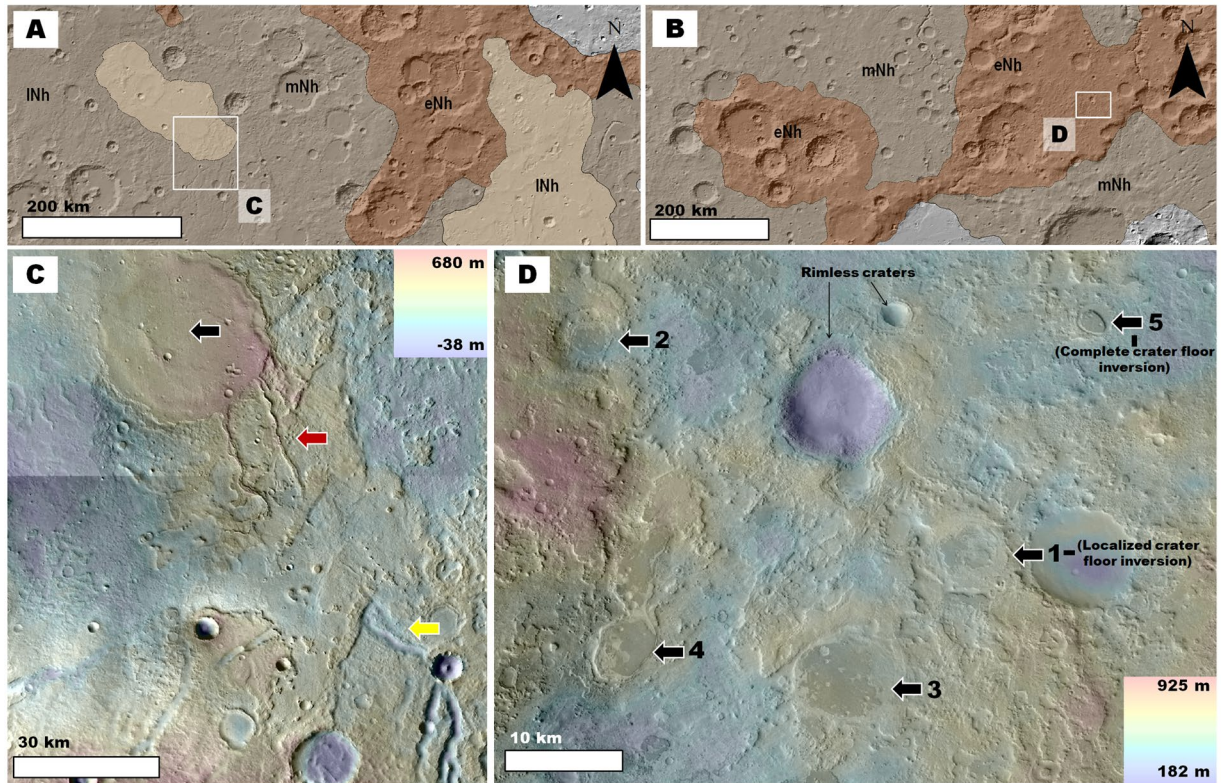 A
N
lNh
mNh
eNh
lNh
C
200 km
B
N
mNh
eNh
eNh
D
mNh
200 km
C
680 m
-38 m
30 km
D
Rimless craters
2
5
(Complete crater floor
inversion)
1
(Localized crater
floor inversion)
4
3
10 km
925 m
182 m